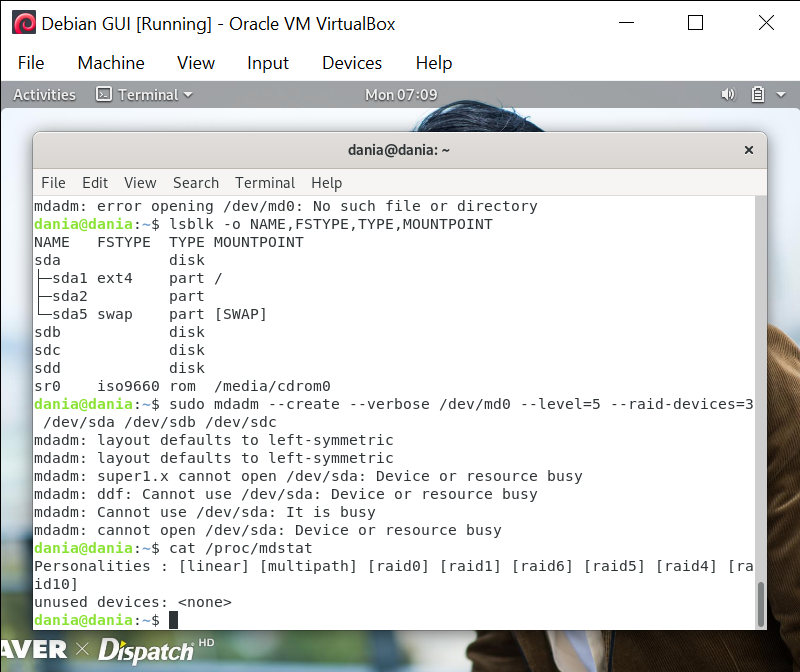 Debian GUI [Running] - Oracle VM VirtualBox
File Machine View Input Devices Help
Activities Terminal Mon 07:09
dania@dania: ~
File Edit View Search Terminal Help
mdadm: error opening /dev/md0: No such file or directory
dania@dania:~$ lsblk -o NAME,FSTYPE,TYPE,MOUNTPOINT
NAME   FSTYPE  TYPE MOUNTPOINT
sda            disk
├─sda1 ext4    part /
├─sda2         part
└─sda5 swap    part [SWAP]
sdb            disk
sdc            disk
sdd            disk
sr0    iso9660 rom  /media/cdrom0
dania@dania:~$ sudo mdadm --create --verbose /dev/md0 --level=5 --raid-devices=3
 /dev/sda /dev/sdb /dev/sdc
mdadm: layout defaults to left-symmetric
mdadm: layout defaults to left-symmetric
mdadm: super1.x cannot open /dev/sda: Device or resource busy
mdadm: ddf: Cannot use /dev/sda: Device or resource busy
mdadm: Cannot use /dev/sda: It is busy
mdadm: cannot open /dev/sda: Device or resource busy
dania@dania:~$ cat /proc/mdstat
Personalities : [linear] [multipath] [raid0] [raid1] [raid6] [raid5] [raid4] [ra
id10]
unused devices: <none>
dania@dania:~$
AVER × Dispatch HD